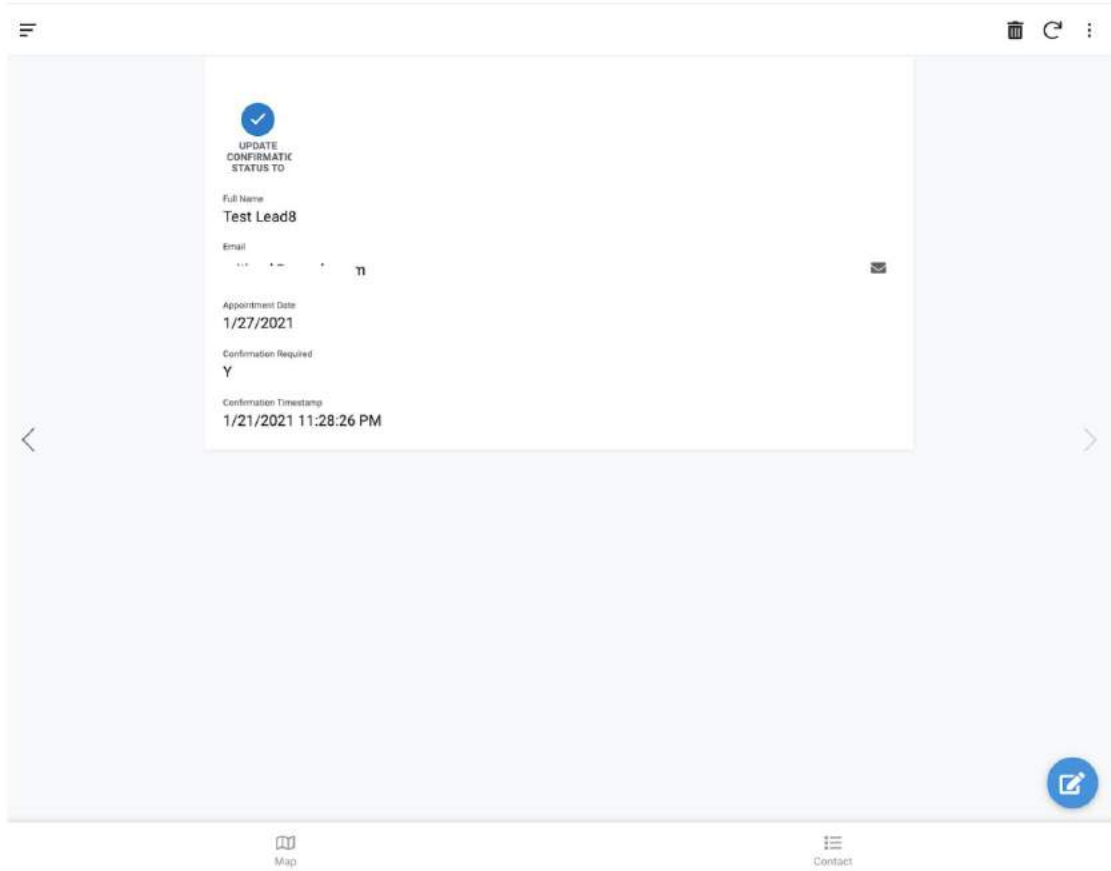 UPDATE
CONFIRMATIC
STATUS TO
Full Name
Test Lead8
Email
Appointment Date
1/27/2021
Confirmation Required
Y
Confirmation Timestamp
1/21/2021 11:28:26 PM
Map
Contact